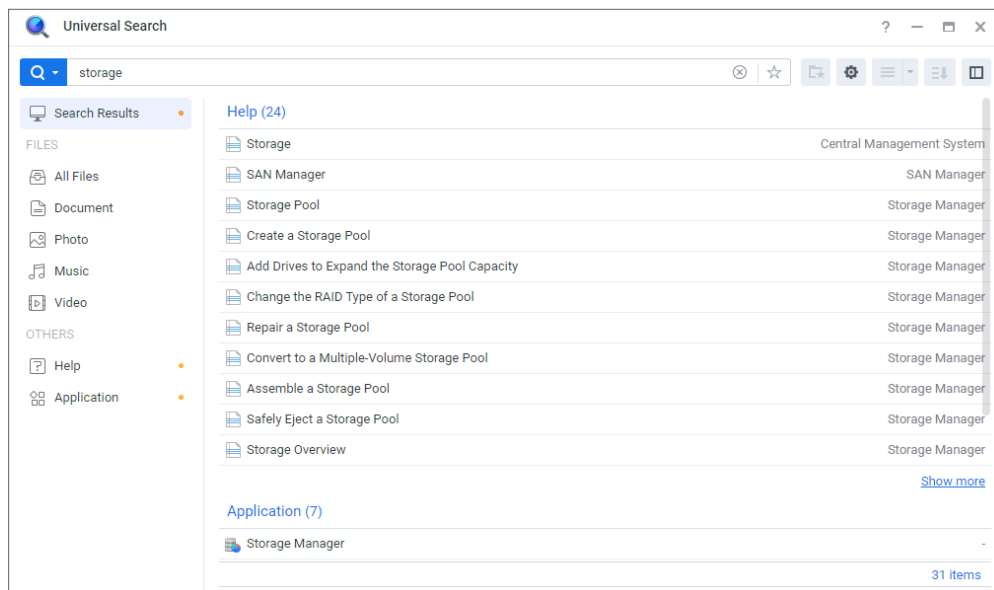 Universal Search
storage
Search Results
FILES
All Files
Document
Photo
Music
Video
OTHERS
Help
Application
Help (24)
Storage Central Management System
SAN Manager SAN Manager
Storage Pool Storage Manager
Create a Storage Pool Storage Manager
Add Drives to Expand the Storage Pool Capacity Storage Manager
Change the RAID Type of a Storage Pool Storage Manager
Repair a Storage Pool Storage Manager
Convert to a Multiple-Volume Storage Pool Storage Manager
Assemble a Storage Pool Storage Manager
Safely Eject a Storage Pool Storage Manager
Storage Overview Storage Manager
Show more
Application (7)
Storage Manager -
31 items